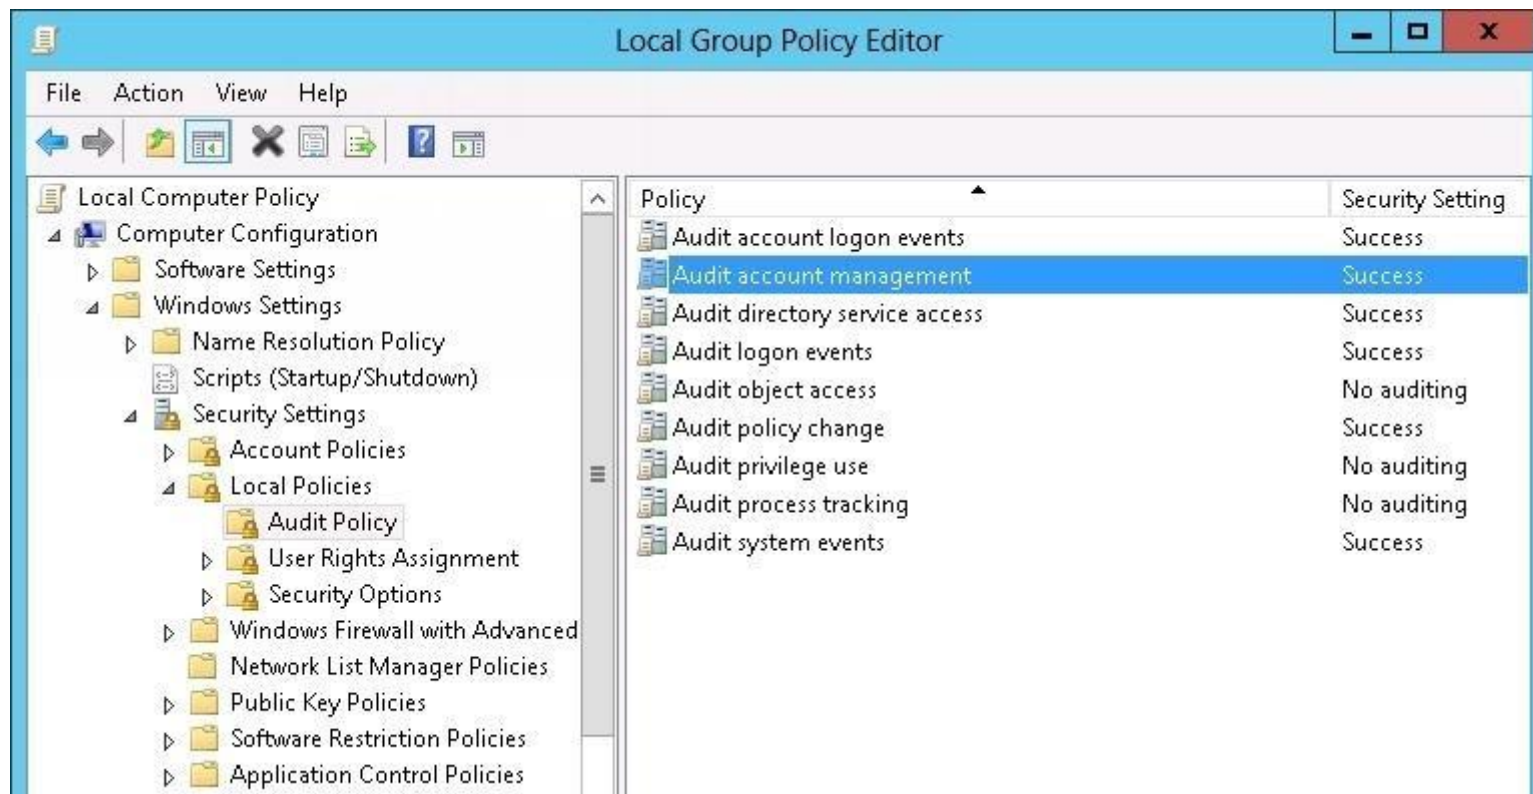 Local Group Policy Editor
File Action View Help
Local Computer Policy
Computer Configuration
Software Settings
Windows Settings
Name Resolution Policy
Scripts (Startup/Shutdown)
Security Settings
Account Policies
Local Policies
Audit Policy
User Rights Assignment
Security Options
Windows Firewall with Advanced
Network List Manager Policies
Public Key Policies
Software Restriction Policies
Application Control Policies
Policy Security Setting
Audit account logon events Success
Audit account management Success
Audit directory service access Success
Audit logon events Success
Audit object access No auditing
Audit policy change Success
Audit privilege use No auditing
Audit process tracking No auditing
Audit system events Success